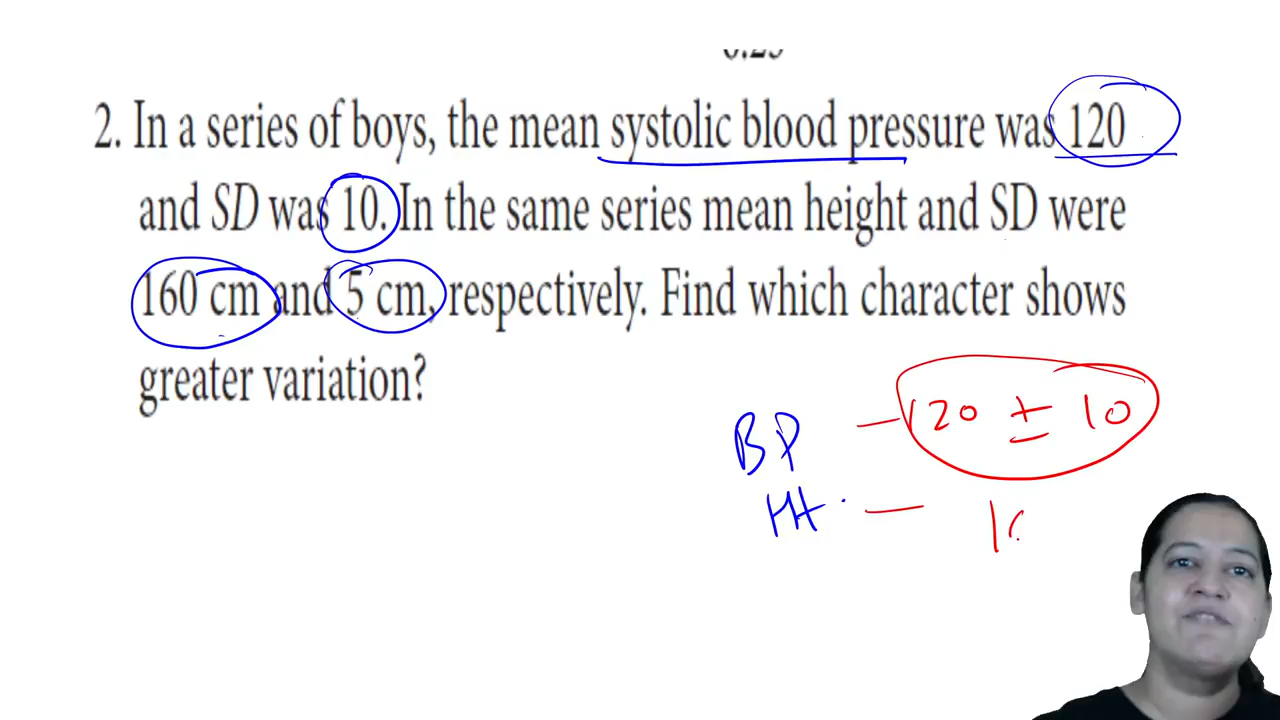 0.25
2. In a series of boys, the mean systolic blood pressure was 120
and SD was 10. In the same series mean height and SD were
160 cm and 5 cm, respectively. Find which character shows
greater variation?
BP — 120 ± 10
Ht —